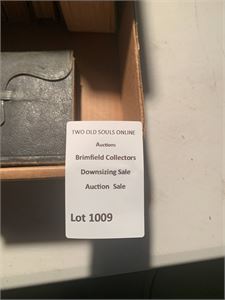 TWO OLD SOULS ONLINE
Auctions
Brimfield Collectors
Downsizing Sale
Auction Sale
Lot 1009